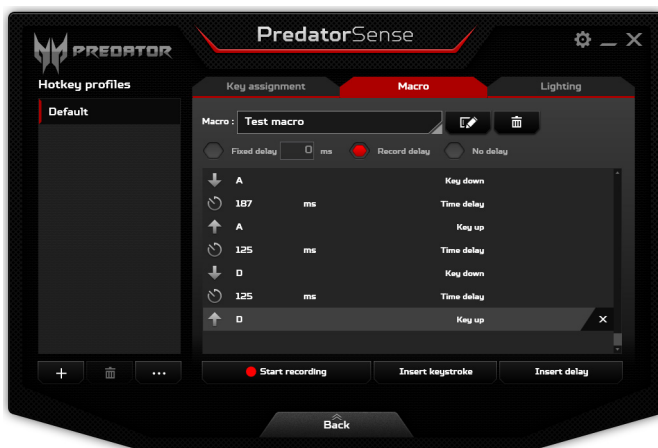 PREDATOR
PredatorSense
Hotkey profiles
Key assignment
Macro
Lighting
Default
Macro : Test macro
Fixed delay 0 ms Record delay No delay
A Key down
187 ms Time delay
A Key up
125 ms Time delay
D Key down
125 ms Time delay
D Key up
Start recording
Insert keystroke
Insert delay
Back